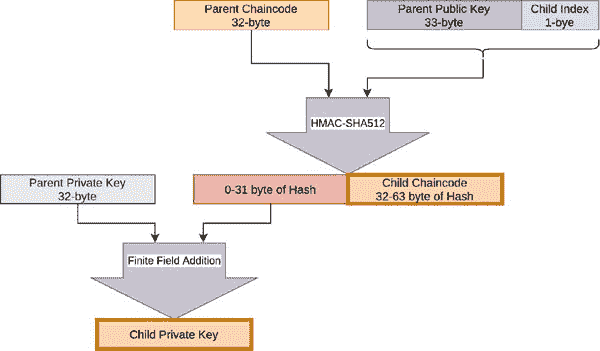 Parent Chaincode
32-byte
Parent Public Key
33-byte
Child Index
1-bye
HMAC-SHA512
Parent Private Key
32-byte
0-31 byte of Hash
Child Chaincode
32-63 byte of Hash
Finite Field Addition
Child Private Key